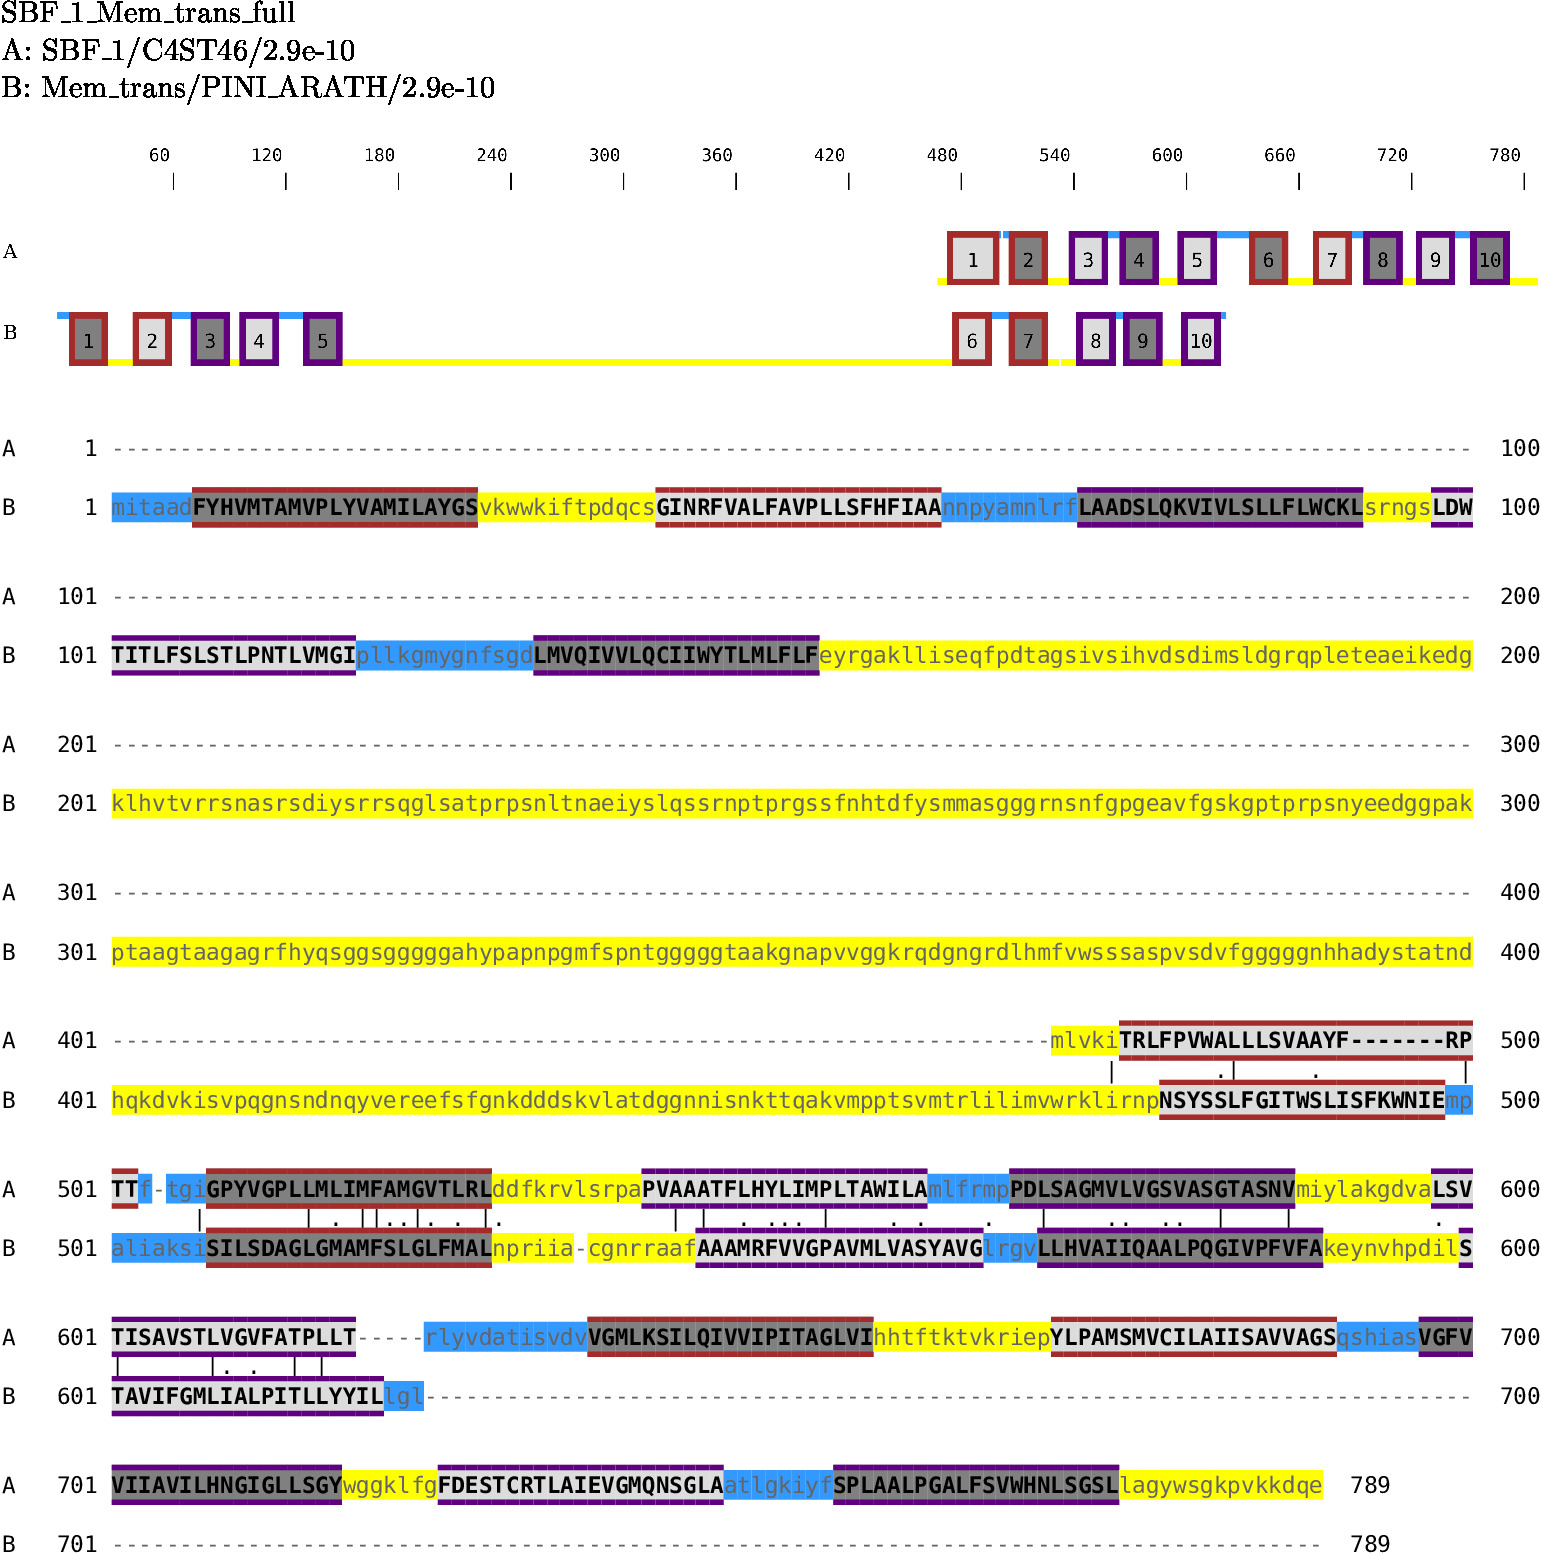 SBF_1_Mem_trans_full
A: SBF_1/C4ST46/2.9e-10
B: Mem_trans/PINI_ARATH/2.9e-10
60 120 180 240 300 360 420 480 540 600 660 720 780
A 1 2 3 4 5 6 7 8 9 10
B 1 2 3 4 5 6 7 8 9 10
A 1 ---------------------------------------------------------------------------------------------------- 100
B 1 mitaadFYHVMTAMVPLYVAMILAYGSvkwwkiftpdqcsGINRFVALFAVPLLSFHFIAAnnpyamnlrfLAADSLQKVIVLSLLFLWCKLsrngsLDW 100
A 101 ---------------------------------------------------------------------------------------------------- 200
B 101 TITLFSLSTLPNTLVMGIpllkgmygnfsgdLMVQIVVLQCIIWYTLMLFLFeyrgakllliseqfpdtagsivsihvdsdimsldgrqpleteaeikedg 200
A 201 ---------------------------------------------------------------------------------------------------- 300
B 201 klhvtvrrsnasrsdiysrrsqglsatprpsnltnaeiyslqssrnptprgssfnhtdfysmmasgggrnsnfgpgeavfgskgptprpsnyeedggpak 300
A 301 ---------------------------------------------------------------------------------------------------- 400
B 301 ptaagtaagagrfhyqsggsgggggahypapnpgmfspntgggggtaakgnapvvggkrqdgngrdlhmfvwsssaspvsdvfgggggnhhadystatnd 400
A 401 ---------------------------------------------------------------------mlvkiTRLFPVWALLLSVAAYF-------RP 500
B 401 hqkdvkisvpqgnsndnqyvereefsfgnkdddskvlatdggnnisnkttqakvmpptsvmtrlilimvwrklirnpNSYSSLFGITWSLISFKWNIEmp 500
A 501 TTf-tgiGPYVGPLLMLIMFAMGVTLRLddfkrvlsrpaPVAAATFLHYLIMPLTAWILAmlfrmpPDLSAGMVLVGSVASGTASNVmiylakgdvaLSV 600
B 501 aliaksiSILSDAGLGMAMFSLGLFMALnpriia-cgnrraafAAAMRFVVGPAVMLVASYAVGlrgvLLHVAIIQAALPQGIVPFVFAkeynvhpdilS 600
A 601 TISAVSTLVGVFATPLLT-----rlyvdatisvdvVGMLKSILQIVVIPITAGLVIhhtftktvkriepYLPAMSMVCILAIISAVVAGSqshiasVGFV 700
B 601 TAVIFGMLIALPITLLYYILlgl----------------------------------------------------------------------------- 700
A 701 VIIAVILHNGIGLLSGYwggklfgFDESTCRTLAIEVGMQNSGLAatlgkiyfSPLAALPGALFSVWHNLSGSLlagywsgkpvkkdqe 789
B 701 ----------------------------------------------------------------------------------------- 789